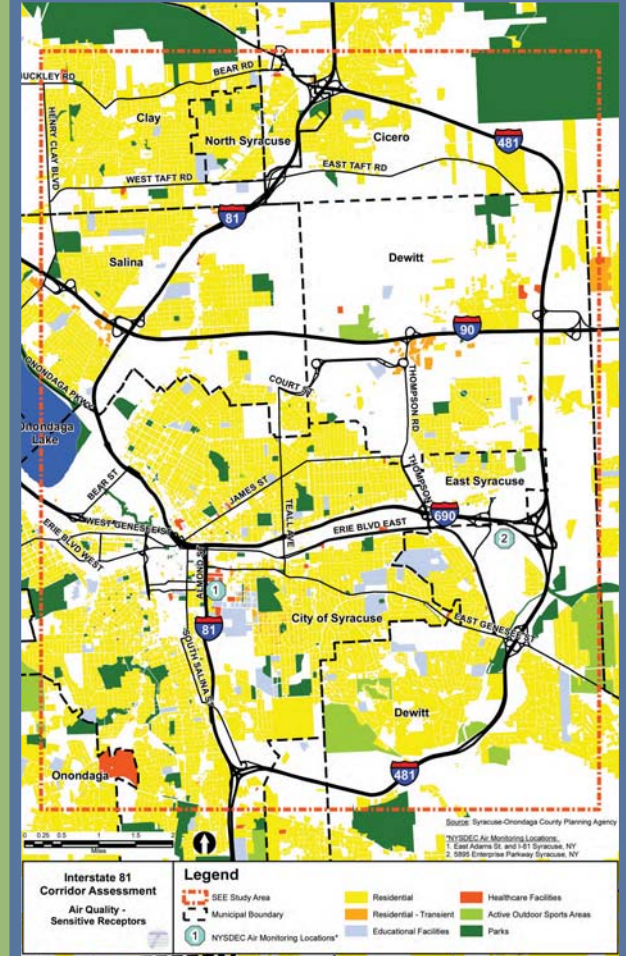 BUCKLEY RD
BEAR RD
Clay
HENRY CLAY BLVD
North Syracuse
Cicero
481
WEST TAFT RD
EAST TAFT RD
81
Salina
Dewitt
90
ONONDAGA PKWY
COURT ST
THOMPSON RD
Onondaga
Lake
BEAR ST
JAMES ST
TEALL AVE
THOMPSON
East Syracuse
690
WEST GENESEE S
ERIE BLVD EAST
ERIE BLVD WEST
2
ALMOND S
1
City of Syracuse
81
EAST GENESEE ST
SOUTH SALINA S
Dewitt
481
Onondaga
Source: Syracuse-Onondaga County Planning Agency
0 0.25 0.5 1 1.5 2
Miles
*NYSDEC Air Monitoring Locations:
1. East Adams St. and I-81 Syracuse, NY
2. 5895 Enterprise Parkway Syracuse, NY
Interstate 81
Corridor Assessment
Air Quality -
Sensitive Receptors
Legend
SEE Study Area
Municipal Boundary
1 NYSDEC Air Monitoring Locations*
Residential
Residential - Transient
Educational Facilities
Healthcare Facilities
Active Outdoor Sports Areas
Parks